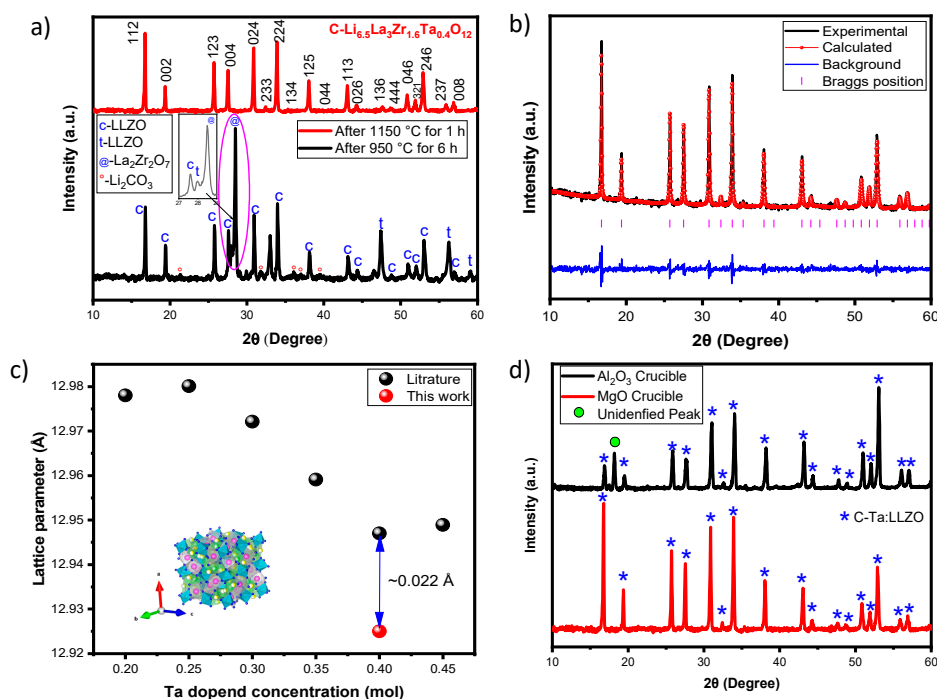 a)
C-Li6.5La3Zr1.6Ta0.4O12
112
002
123
004
024
224
233
134
125
044
113
026
136
444
046
321
246
237
008
After 1150 °C for 1 h
After 950 °C for 6 h
c-LLZO
t-LLZO
@-La2Zr2O7
°-Li2CO3
@
c
t
27 28
@
c
c
c
c
c
c
c
c
c
t
c
c
c
c
t
c
t
Intensity (a.u.)
10 20 30 40 50 60
2θ (Degree)
b)
Experimental
Calculated
Background
Braggs position
Intensity (a.u.)
10 20 30 40 50 60
2θ (Degree)
c)
Litrature
This work
12.98
12.97
12.96
12.95
12.94
12.93
12.92
~0.022 Å
a
b
c
Lattice parameter (Å)
0.20 0.25 0.30 0.35 0.40 0.45
Ta dopend concentration (mol)
d)
Al2O3 Crucible
MgO Crucible
Unidenfied Peak
* C-Ta:LLZO
Intensity (a.u.)
10 20 30 40 50 60
2θ (Degree)